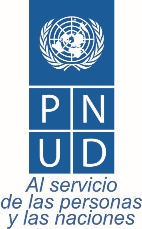 P N
U D
Al servicio
de las personas
y las naciones